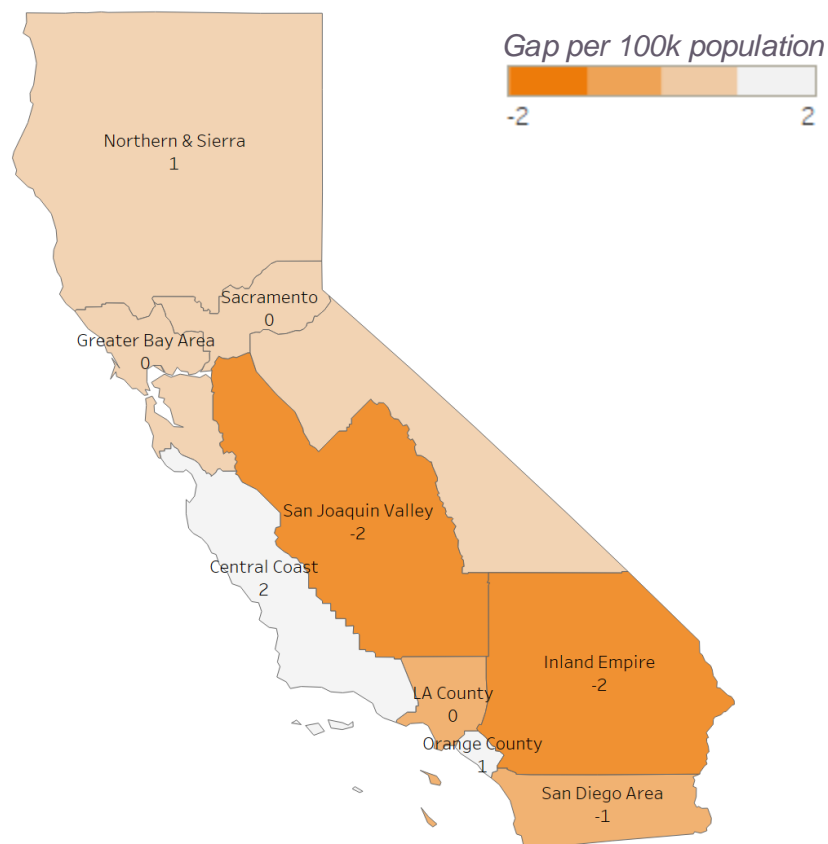 Gap per 100k population
-2 2
Northern & Sierra
1
Sacramento
0
Greater Bay Area
0
San Joaquin Valley
-2
Central Coast
2
Inland Empire
-2
LA County
0
Orange County
1
San Diego Area
-1